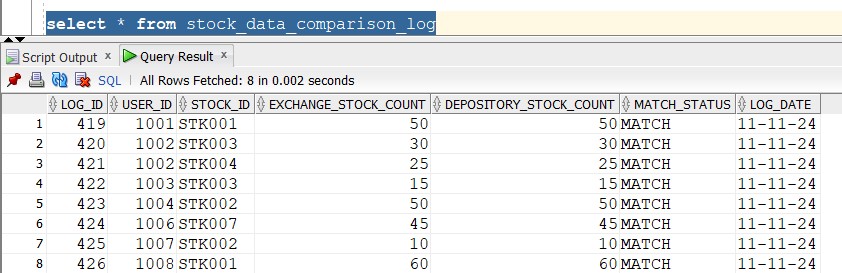 select * from stock_data_comparison_log
Script Output x Query Result x
SQL | All Rows Fetched: 8 in 0.002 seconds
LOG_ID USER_ID STOCK_ID EXCHANGE_STOCK_COUNT DEPOSITORY_STOCK_COUNT MATCH_STATUS LOG_DATE
1 419 1001 STK001 50 50 MATCH 11-11-24
2 420 1002 STK003 30 30 MATCH 11-11-24
3 421 1002 STK004 25 25 MATCH 11-11-24
4 422 1003 STK003 15 15 MATCH 11-11-24
5 423 1004 STK002 50 50 MATCH 11-11-24
6 424 1006 STK007 45 45 MATCH 11-11-24
7 425 1007 STK002 10 10 MATCH 11-11-24
8 426 1008 STK001 60 60 MATCH 11-11-24